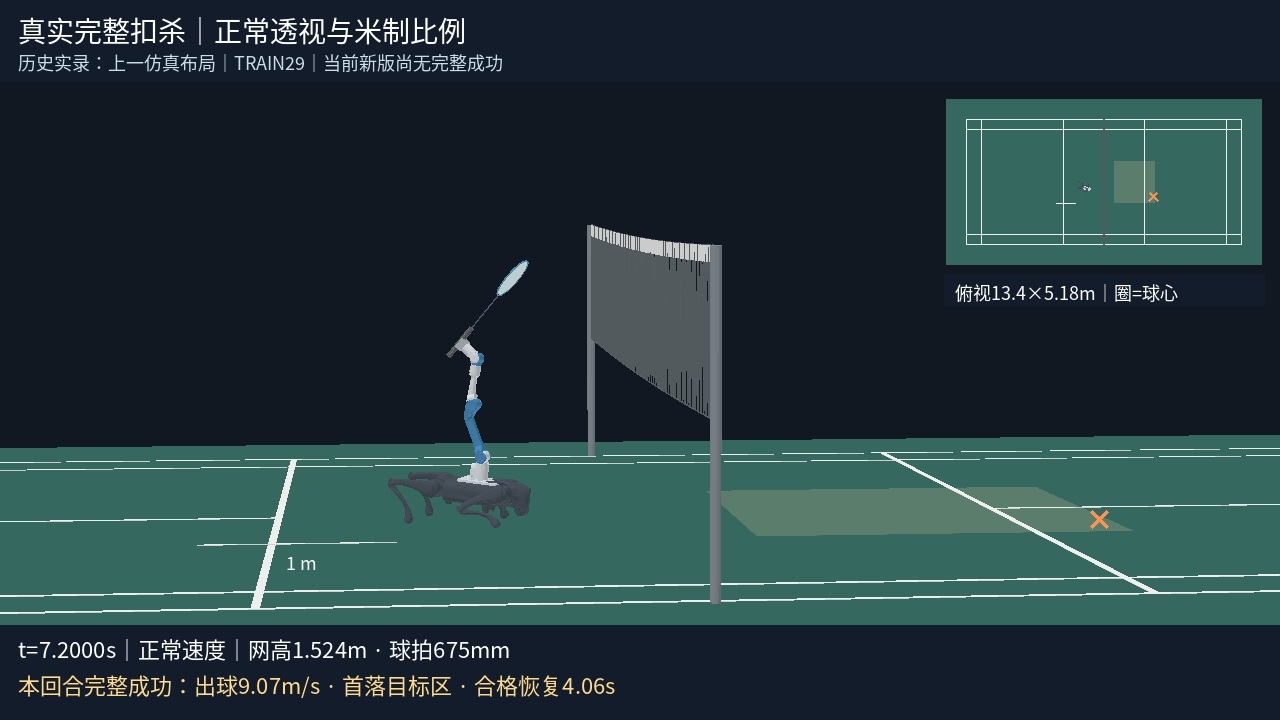 真实完整扣杀｜正常透视与米制比例
历史实录：上一仿真布局｜TRAIN29｜当前新版尚无完整成功
俯视13.4×5.18m｜圈=球心
1 m
t=7.2000s｜正常速度｜网高1.524m · 球拍675mm
本回合完整成功：出球9.07m/s · 首落目标区 · 合格恢复4.06s